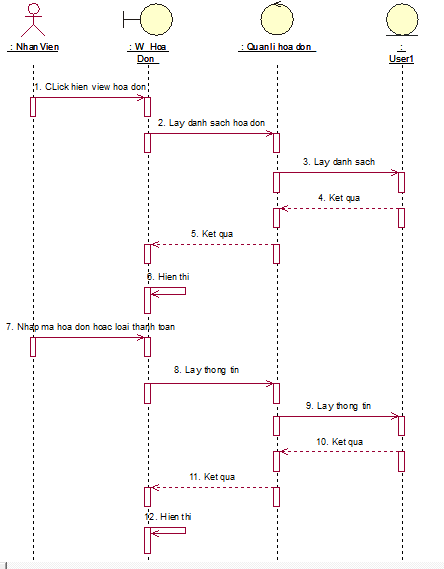 : NhanVien
: W_Hoa
Don
: Quanli hoa don
:
User1
1. CLick hien view hoa don
2. Lay danh sach hoa don
3. Lay danh sach
4. Ket qua
5. Ket qua
6. Hien thi
7. Nhap ma hoa don hoac loai thanh toan
8. Lay thong tin
9. Lay thong tin
10. Ket qua
11. Ket qua
12. Hien thi